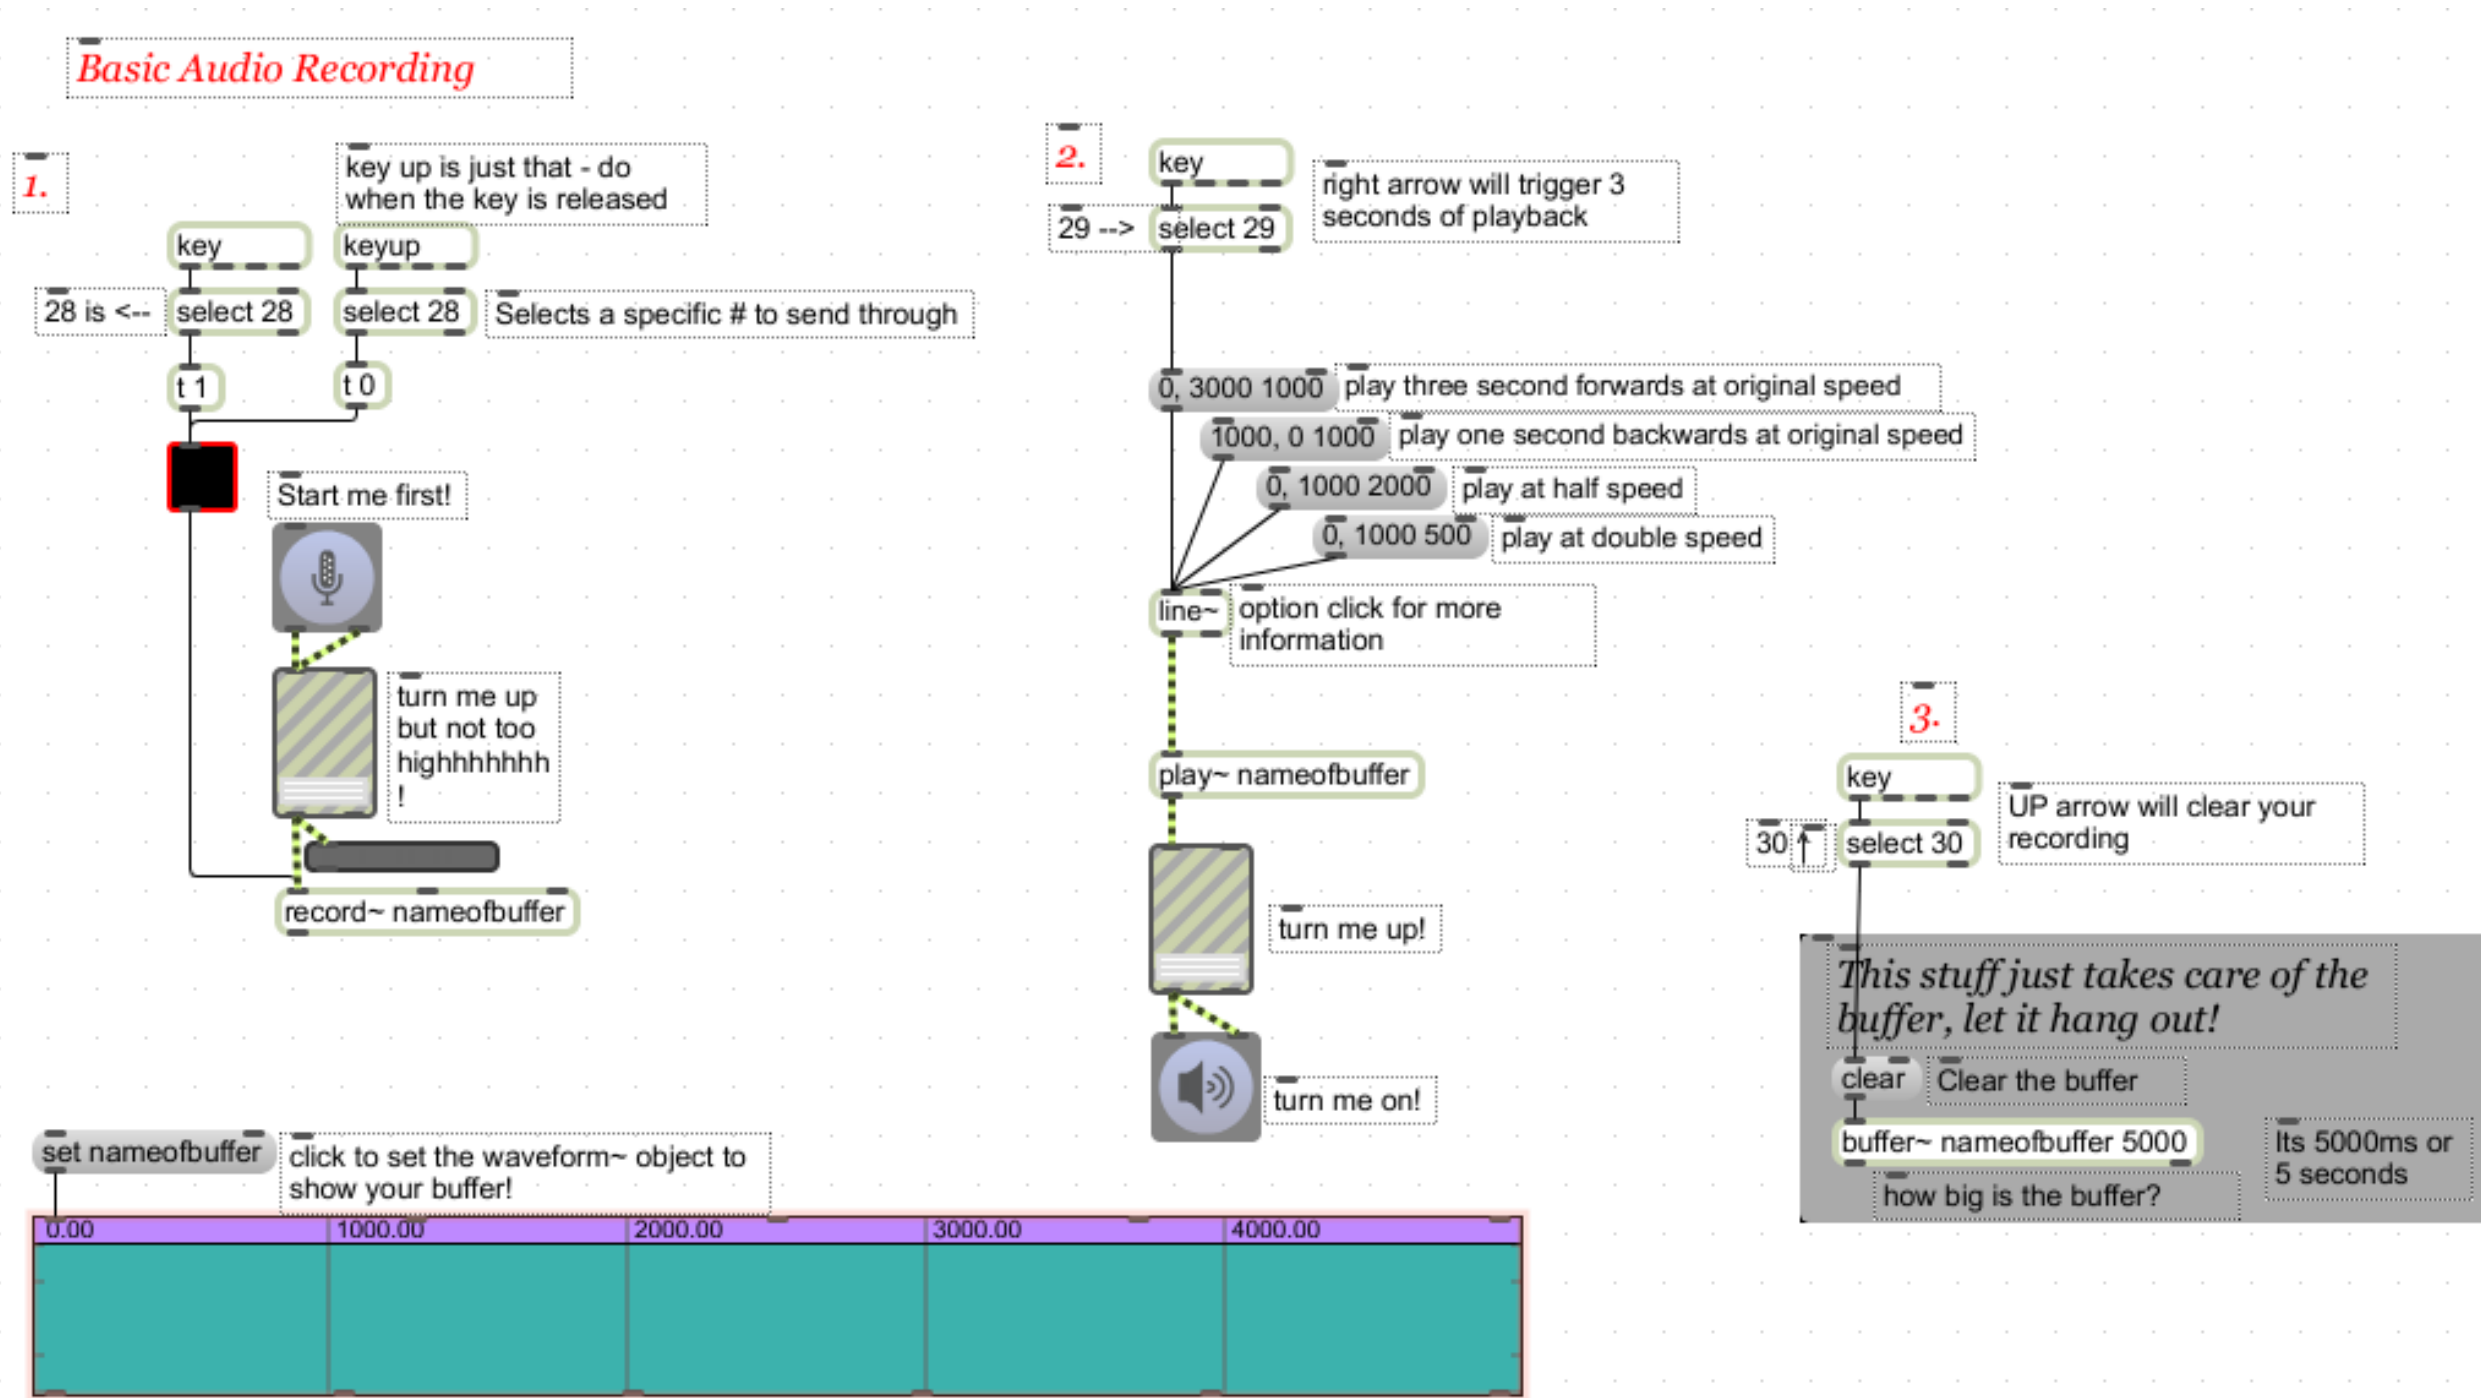 Basic Audio Recording
1.
key up is just that - do
when the key is released
key
keyup
28 is <--
select 28
select 28
Selects a specific # to send through
t 1
t 0
Start me first!
turn me up
but not too
highhhhhhh
!
record~ nameofbuffer
2.
key
right arrow will trigger 3
seconds of playback
29 -->
select 29
0, 3000 1000
play three second forwards at original speed
1000, 0 1000
play one second backwards at original speed
0, 1000 2000
play at half speed
0, 1000 500
play at double speed
line~
option click for more
information
play~ nameofbuffer
turn me up!
turn me on!
3.
key
UP arrow will clear your
recording
30
select 30
This stuff just takes care of the
buffer, let it hang out!
clear
Clear the buffer
buffer~ nameofbuffer 5000
Its 5000ms or
5 seconds
how big is the buffer?
set nameofbuffer
click to set the waveform~ object to
show your buffer!
0.00
1000.00
2000.00
3000.00
4000.00